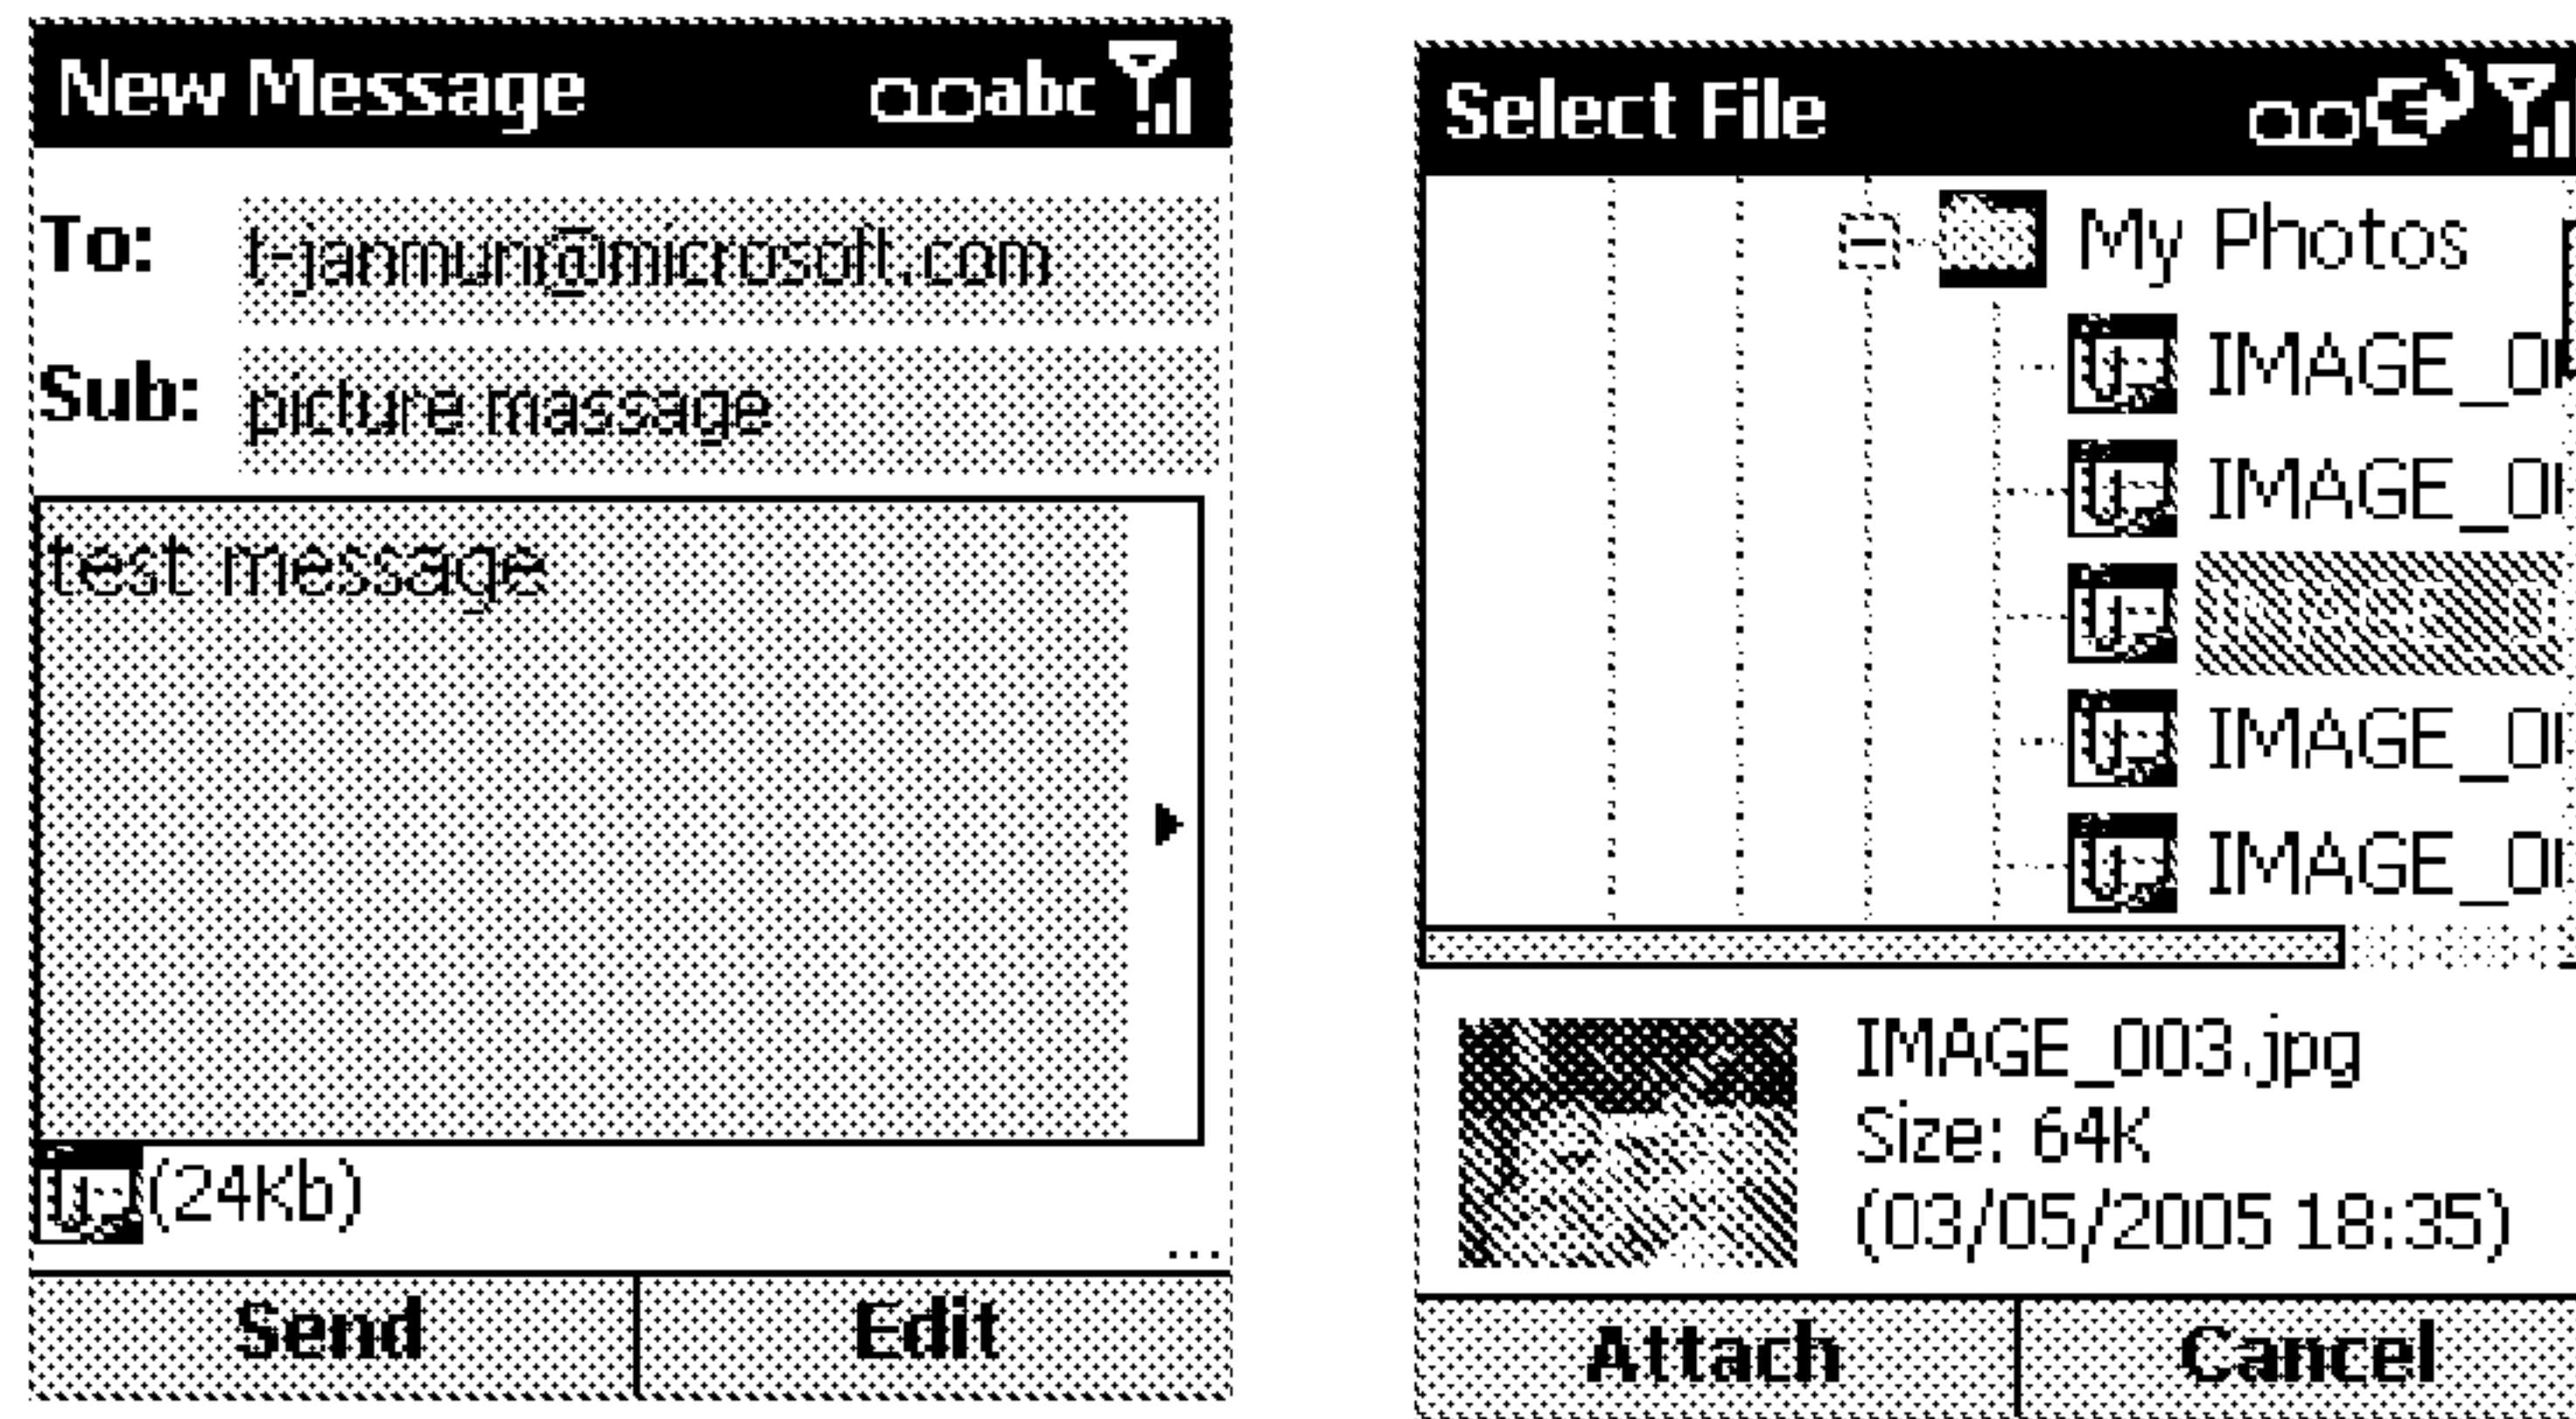 New Message abc
To: t-janmun@microsoft.com
Sub: picture massage
test message
(24Kb)
...
Send Edit
Select File
My Photos
IMAGE_0
IMAGE_0
IMAGE_0
IMAGE_0
IMAGE_003.jpg
Size: 64K
(03/05/2005 18:35)
Attach Cancel